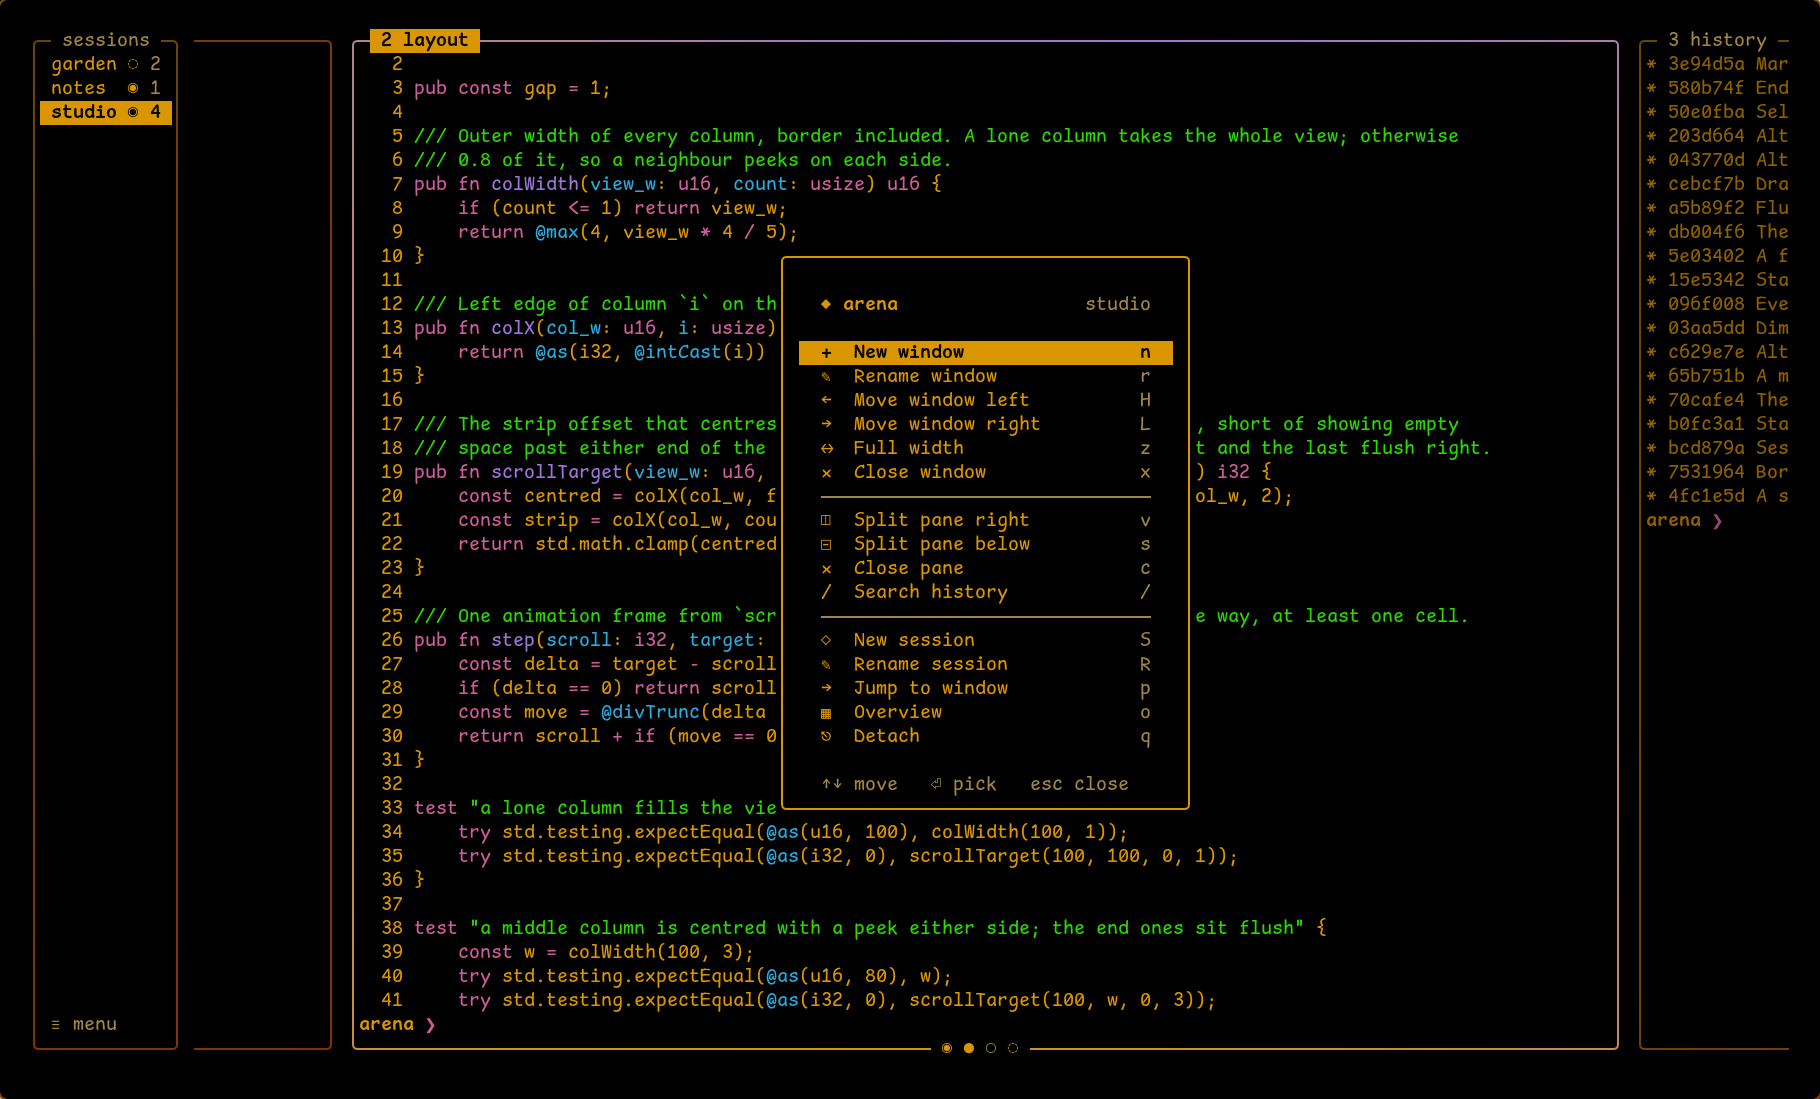 sessions
garden ◌ 2
notes ◉ 1
studio ◉ 4
≡ menu
2 layout
2
3 pub const gap = 1;
4
5 /// Outer width of every column, border included. A lone column takes the whole view; otherwise
6 /// 0.8 of it, so a neighbour peeks on each side.
7 pub fn colWidth(view_w: u16, count: usize) u16 {
8     if (count <= 1) return view_w;
9     return @max(4, view_w * 4 / 5);
10 }
11
12 /// Left edge of column `i` on th
13 pub fn colX(col_w: u16, i: usize)
14     return @as(i32, @intCast(i))
15 }
16
17 /// The strip offset that centres , short of showing empty
18 /// space past either end of the t and the last flush right.
19 pub fn scrollTarget(view_w: u16, ) i32 {
20     const centred = colX(col_w, f ol_w, 2);
21     const strip = colX(col_w, cou
22     return std.math.clamp(centred
23 }
24
25 /// One animation frame from `scr e way, at least one cell.
26 pub fn step(scroll: i32, target:
27     const delta = target - scroll
28     if (delta == 0) return scroll
29     const move = @divTrunc(delta
30     return scroll + if (move == 0
31 }
32
33 test "a lone column fills the vie
34     try std.testing.expectEqual(@as(u16, 100), colWidth(100, 1));
35     try std.testing.expectEqual(@as(i32, 0), scrollTarget(100, 100, 0, 1));
36 }
37
38 test "a middle column is centred with a peek either side; the end ones sit flush" {
39     const w = colWidth(100, 3);
40     try std.testing.expectEqual(@as(u16, 80), w);
41     try std.testing.expectEqual(@as(i32, 0), scrollTarget(100, w, 0, 3));
arena ❯
◆ arena studio
+ New window n
✎ Rename window r
← Move window left H
→ Move window right L
↔ Full width z
× Close window x
◫ Split pane right v
⊟ Split pane below s
× Close pane c
/ Search history /
◇ New session S
✎ Rename session R
→ Jump to window p
▦ Overview o
⎋ Detach q
↑↓ move ⏎ pick esc close
3 history
* 3e94d5a Mar
* 580b74f End
* 50e0fba Sel
* 203d664 Alt
* 043770d Alt
* cebcf7b Dra
* a5b89f2 Flu
* db004f6 The
* 5e03402 A f
* 15e5342 Sta
* 096f008 Eve
* 03aa5dd Dim
* c629e7e Alt
* 65b751b A m
* 70cafe4 The
* b0fc3a1 Sta
* bcd879a Ses
* 7531964 Bor
* 4fc1e5d A s
arena ❯